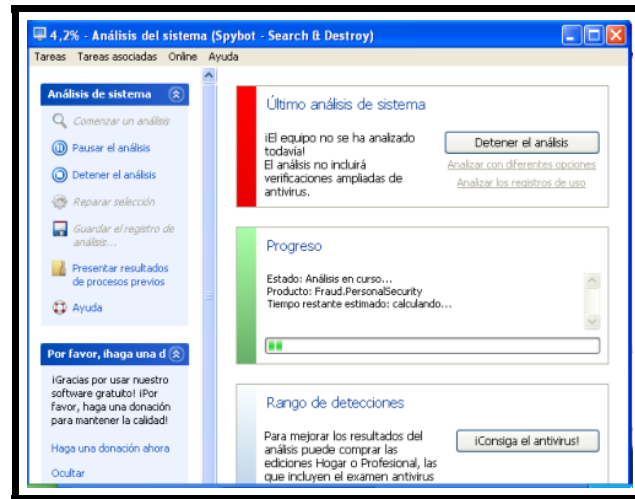 4,2% - Análisis del sistema (Spybot - Search & Destroy)
Tareas Tareas asociadas Online Ayuda
Análisis de sistema
Comenzar un análisis
Pausar el análisis
Detener el análisis
Reparar selección
Guardar el registro de
análisis...
Presentar resultados
de procesos previos
Ayuda
Por favor, ¡haga una d
¡Gracias por usar nuestro
software gratuito! ¡Por
favor, haga una donación
para mantener la calidad!
Haga una donación ahora
Ocultar
Último análisis de sistema
¡El equipo no se ha analizado
todavía!
El análisis no incluirá
verificaciones ampliadas de
antivirus.
Detener el análisis
Analizar con diferentes opciones
Analizar los registros de uso
Progreso
Estado: Análisis en curso...
Producto: Fraud.PersonalSecurity
Tiempo restante estimado: calculando...
Rango de detecciones
Para mejorar los resultados del
análisis puede comprar las
ediciones Hogar o Profesional, las
que incluyen el examen antivirus
¡Consiga el antivirus!